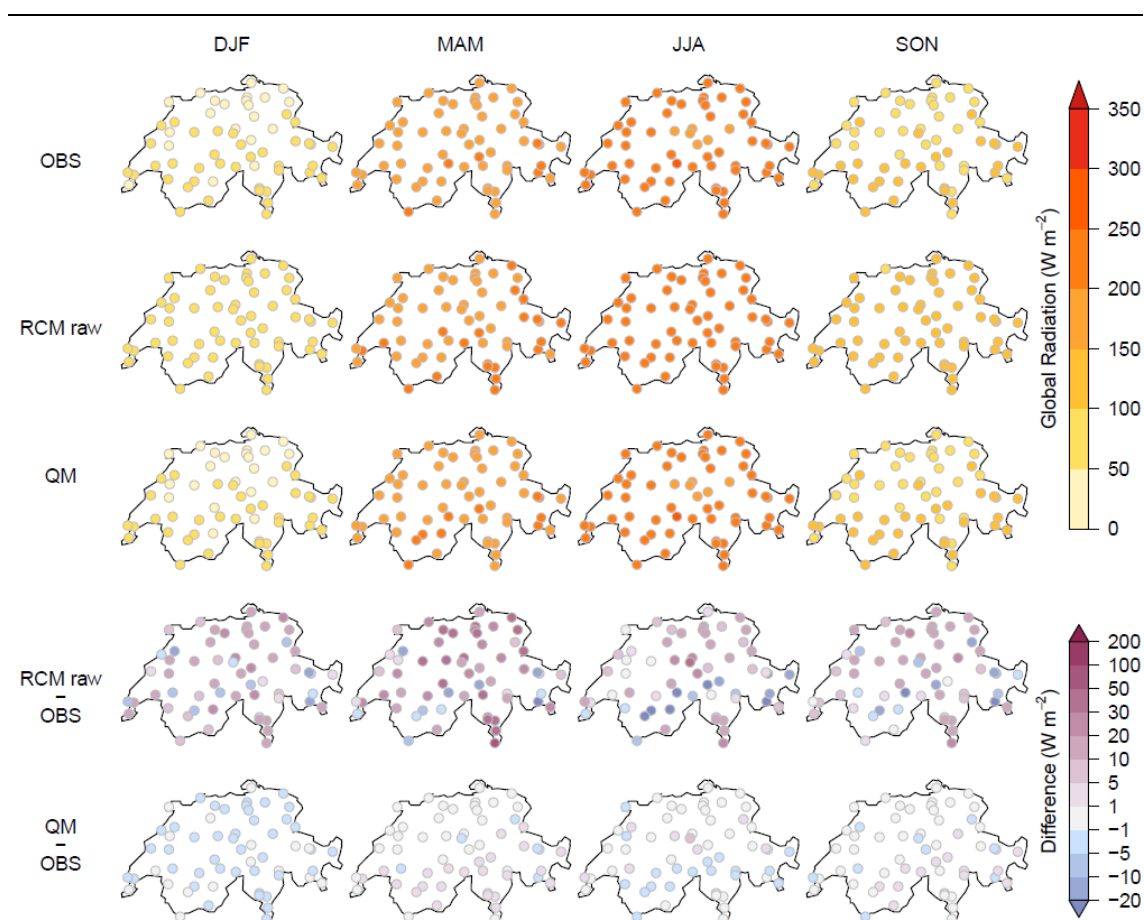 DJF MAM JJA SON
OBS
RCM raw
QM
RCM raw
–
OBS
QM
–
OBS
350
300
250
200
150
100
50
0
Global Radiation (W m⁻²)
200
100
50
30
20
10
5
1
−1
−5
−10
−20
Difference (W m⁻²)